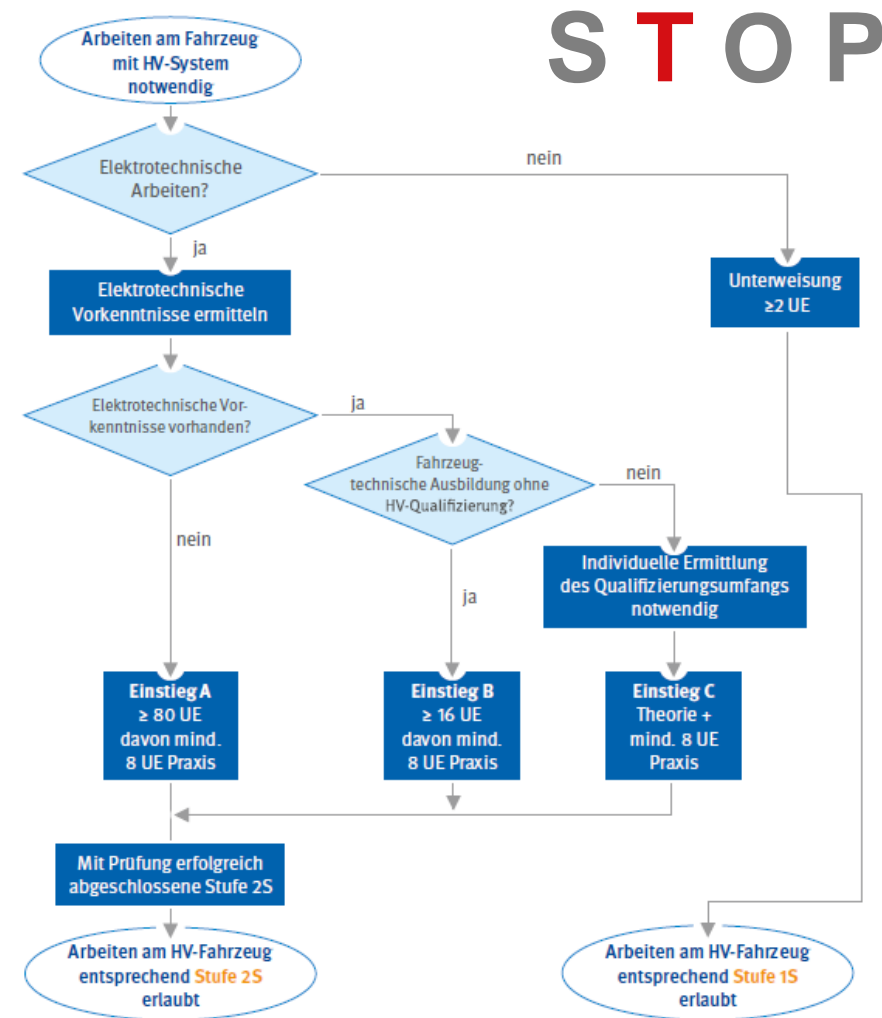 STOP
Arbeiten am Fahrzeug
mit HV-System
notwendig
Elektrotechnische
Arbeiten?
nein
ja
Elektrotechnische
Vorkenntnisse ermitteln
Unterweisung
≥2 UE
Elektrotechnische Vor-
kenntnisse vorhanden?
ja
Fahrzeug-
technische Ausbildung ohne
HV-Qualifizierung?
nein
nein
ja
Individuelle Ermittlung
des Qualifizierungsumfangs
notwendig
Einstieg A
≥ 80 UE
davon mind.
8 UE Praxis
Einstieg B
≥ 16 UE
davon mind.
8 UE Praxis
Einstieg C
Theorie +
mind. 8 UE
Praxis
Mit Prüfung erfolgreich
abgeschlossene Stufe 2S
Arbeiten am HV-Fahrzeug
entsprechend Stufe 2S
erlaubt
Arbeiten am HV-Fahrzeug
entsprechend Stufe 1S
erlaubt